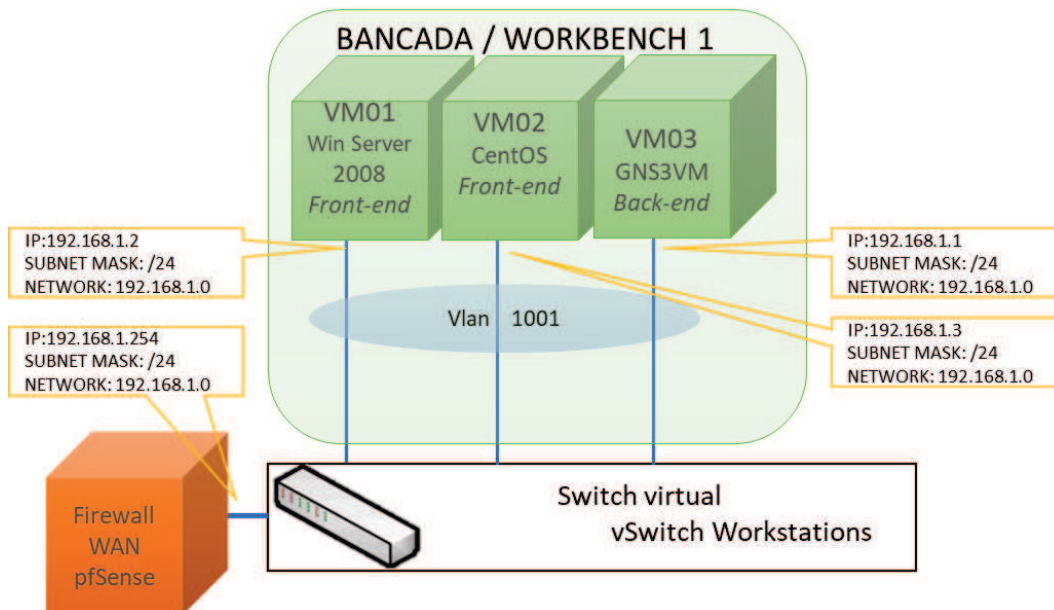 BANCADA / WORKBENCH 1
VM01
Win Server
2008
Front-end
VM02
CentOS
Front-end
VM03
GNS3VM
Back-end
IP:192.168.1.2
SUBNET MASK: /24
NETWORK: 192.168.1.0
IP:192.168.1.1
SUBNET MASK: /24
NETWORK: 192.168.1.0
Vlan 1001
IP:192.168.1.254
SUBNET MASK: /24
NETWORK: 192.168.1.0
IP:192.168.1.3
SUBNET MASK: /24
NETWORK: 192.168.1.0
Firewall
WAN
pfSense
Switch virtual
vSwitch Workstations